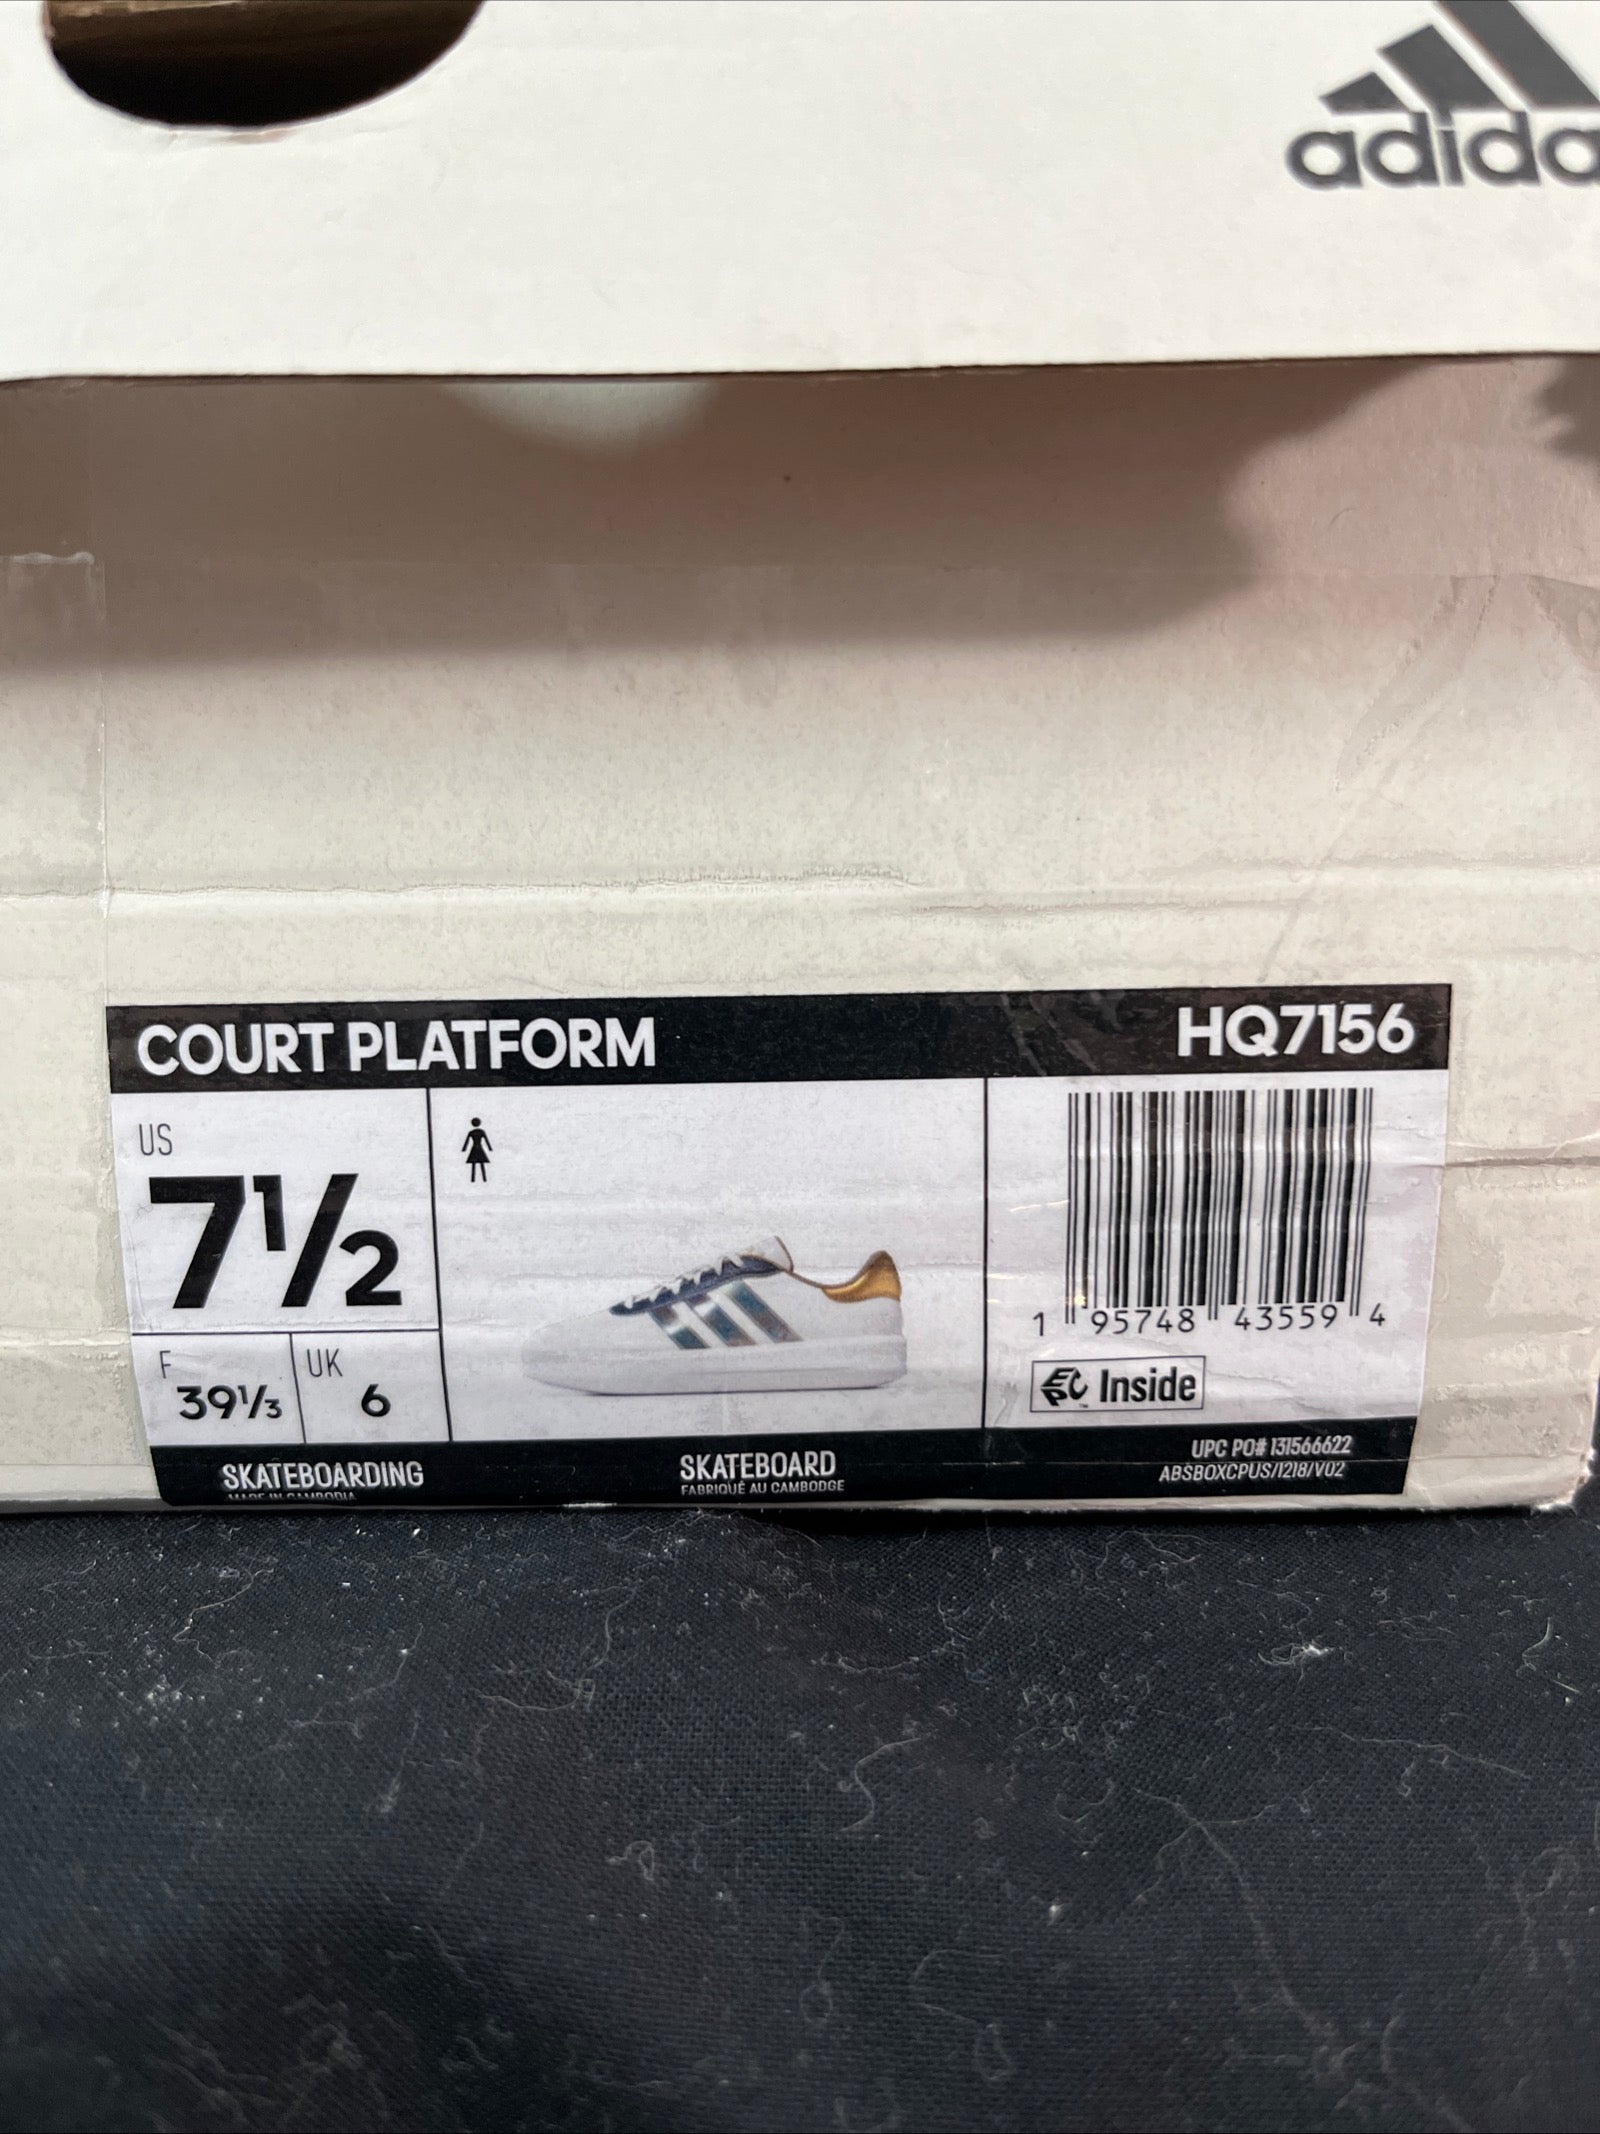 adida
COURT PLATFORM
HQ7156
US
7½
F
39⅓
UK
6
1 95748 43559 4
EPC Inside
SKATEBOARDING
MADE IN CAMBODIA
SKATEBOARD
FABRIQUÉ AU CAMBODGE
UPC PO# 131566622
ABSBOXCPUS/1218/V02